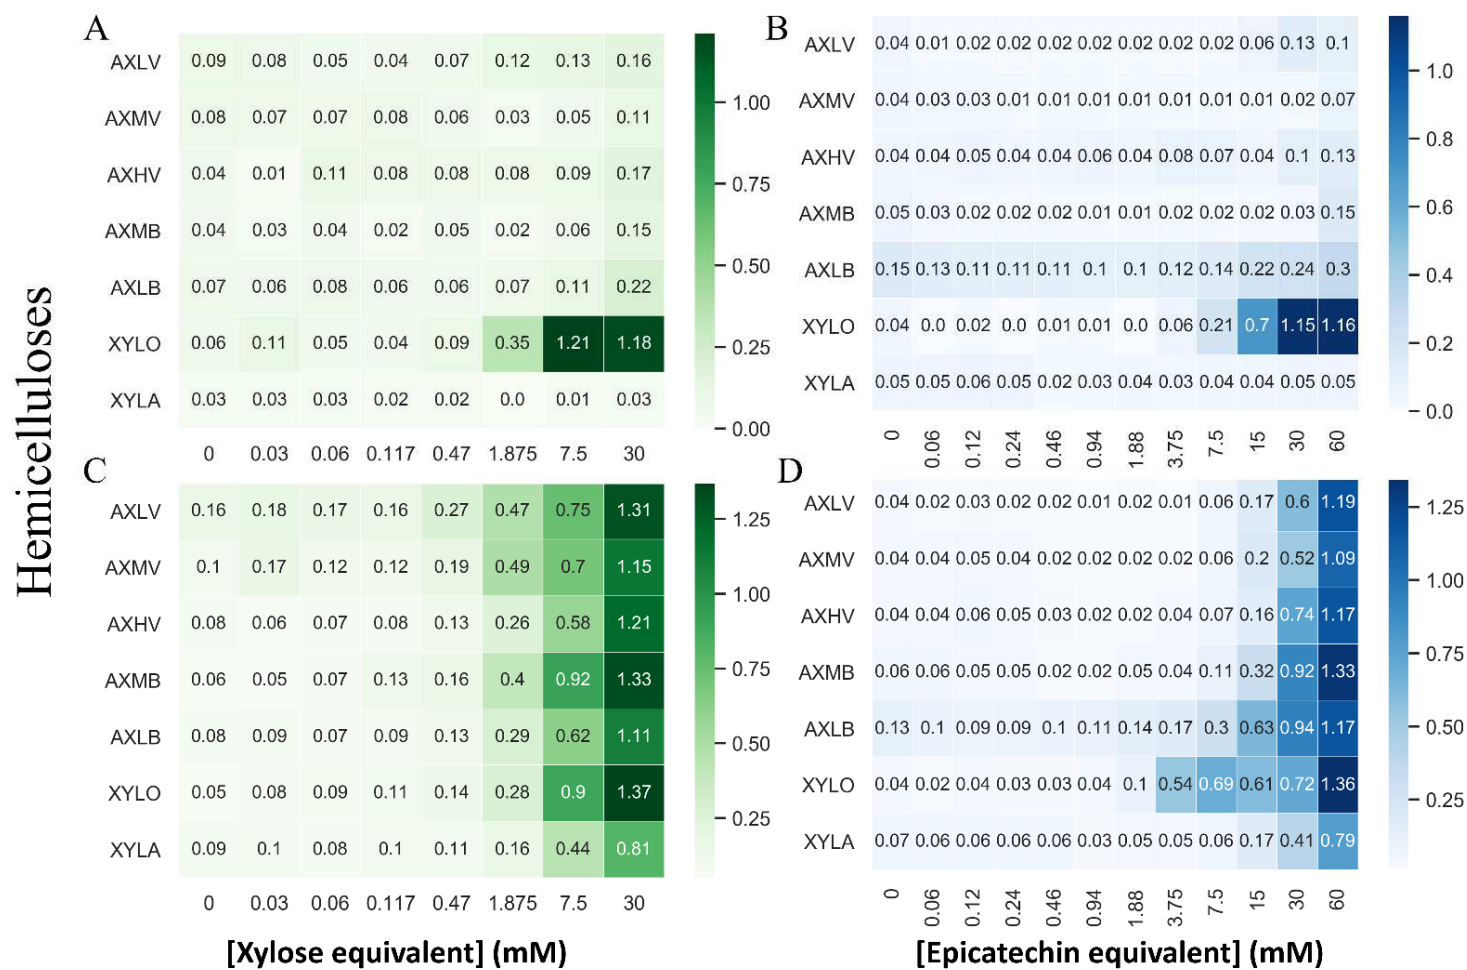 A
AXLV 0.09 0.08 0.05 0.04 0.07 0.12 0.13 0.16
AXMV 0.08 0.07 0.07 0.08 0.06 0.03 0.05 0.11
AXHV 0.04 0.01 0.11 0.08 0.08 0.08 0.09 0.17
AXMB 0.04 0.03 0.04 0.02 0.05 0.02 0.06 0.15
AXLB 0.07 0.06 0.08 0.06 0.06 0.07 0.11 0.22
XYLO 0.06 0.11 0.05 0.04 0.09 0.35 1.21 1.18
XYLA 0.03 0.03 0.03 0.02 0.02 0.0 0.01 0.03
0 0.03 0.06 0.117 0.47 1.875 7.5 30
1.00
0.75
0.50
0.25
0.00
B
AXLV 0.04 0.01 0.02 0.02 0.02 0.02 0.02 0.02 0.02 0.06 0.13 0.1
AXMV 0.04 0.03 0.03 0.01 0.01 0.01 0.01 0.01 0.01 0.01 0.02 0.07
AXHV 0.04 0.04 0.05 0.04 0.04 0.06 0.04 0.08 0.07 0.04 0.1 0.13
AXMB 0.05 0.03 0.02 0.02 0.02 0.01 0.01 0.02 0.02 0.02 0.03 0.15
AXLB 0.15 0.13 0.11 0.11 0.11 0.1 0.1 0.12 0.14 0.22 0.24 0.3
XYLO 0.04 0.0 0.02 0.0 0.01 0.01 0.0 0.06 0.21 0.7 1.15 1.16
XYLA 0.05 0.05 0.06 0.05 0.02 0.03 0.04 0.03 0.04 0.04 0.05 0.05
0 0.06 0.12 0.24 0.46 0.94 1.88 3.75 7.5 15 30 60
1.0
0.8
0.6
0.4
0.2
0.0
Hemicelluloses
C
AXLV 0.16 0.18 0.17 0.16 0.27 0.47 0.75 1.31
AXMV 0.1 0.17 0.12 0.12 0.19 0.49 0.7 1.15
AXHV 0.08 0.06 0.07 0.08 0.13 0.26 0.58 1.21
AXMB 0.06 0.05 0.07 0.13 0.16 0.4 0.92 1.33
AXLB 0.08 0.09 0.07 0.09 0.13 0.29 0.62 1.11
XYLO 0.05 0.08 0.09 0.11 0.14 0.28 0.9 1.37
XYLA 0.09 0.1 0.08 0.1 0.11 0.16 0.44 0.81
0 0.03 0.06 0.117 0.47 1.875 7.5 30
1.25
1.00
0.75
0.50
0.25
[Xylose equivalent] (mM)
D
AXLV 0.04 0.02 0.03 0.02 0.02 0.01 0.02 0.01 0.06 0.17 0.6 1.19
AXMV 0.04 0.04 0.05 0.04 0.02 0.02 0.02 0.02 0.06 0.2 0.52 1.09
AXHV 0.04 0.04 0.06 0.05 0.03 0.02 0.02 0.04 0.07 0.16 0.74 1.17
AXMB 0.06 0.06 0.05 0.05 0.02 0.02 0.05 0.04 0.11 0.32 0.92 1.33
AXLB 0.13 0.1 0.09 0.09 0.1 0.11 0.14 0.17 0.3 0.63 0.94 1.17
XYLO 0.04 0.02 0.04 0.03 0.03 0.04 0.1 0.54 0.69 0.61 0.72 1.36
XYLA 0.07 0.06 0.06 0.06 0.06 0.03 0.05 0.05 0.06 0.17 0.41 0.79
0 0.06 0.12 0.24 0.46 0.94 1.88 3.75 7.5 15 30 60
1.25
1.00
0.75
0.50
0.25
[Epicatechin equivalent] (mM)